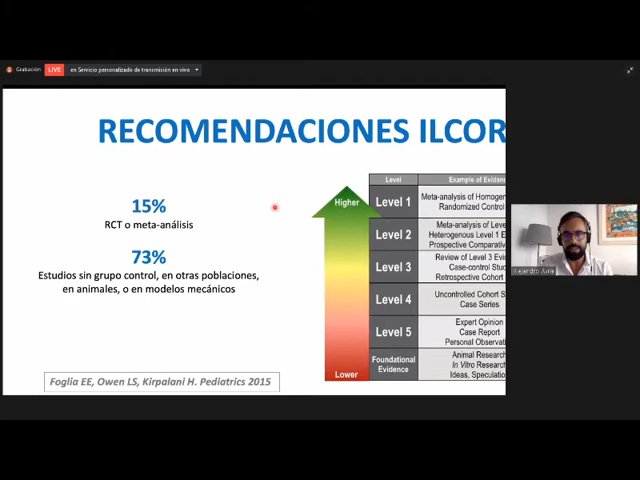 Grabación
LIVE
en Servicio personalizado de transmisión en vivo
RECOMENDACIONES ILCOR
15%
RCT o meta-análisis
73%
Estudios sin grupo control, en otras poblaciones,
en animales, o en modelos mecánicos
Foglia EE, Owen LS, Kirpalani H. Pediatrics 2015
Higher
Lower
Level
Example of Eviden
Level 1
Meta-analysis of Homogen
Randomized Control
Level 2
Meta-analysis of Leve
Heterogenous Level 1 E
Prospective Comparativ
Level 3
Review of Level 3 Evi
Case-control Stu
Retrospective Cohort
Level 4
Uncontrolled Cohort S
Case Series
Level 5
Expert Opinion
Case Report
Personal Observat
Foundational
Evidence
Animal Research
In Vitro Researc
Ideas, Speculatio
Alejandro